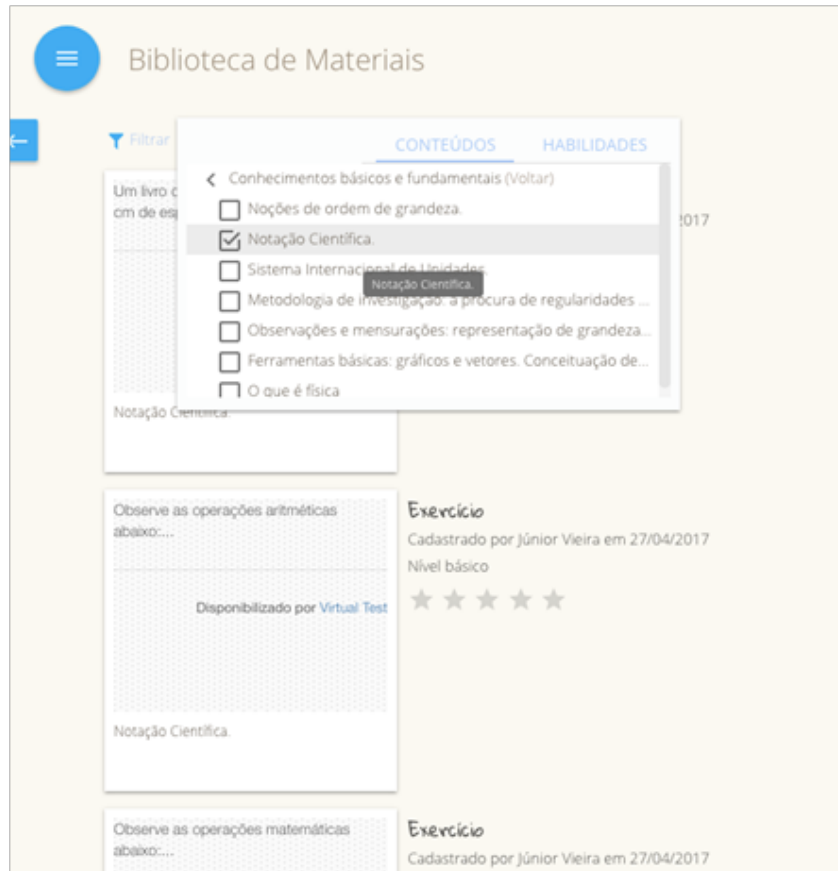 Biblioteca de Materiais
Filtrar
CONTEÚDOS HABILIDADES
Conhecimentos básicos e fundamentais (Voltar)
Noções de ordem de grandeza.
Notação Científica.
Sistema Internacional de Unidades.
Notação Científica.
Metodologia de investigação: a procura de regularidades ...
Observações e mensurações: representação de grandeza...
Ferramentas básicas: gráficos e vetores. Conceituação de...
O que é física
Um livro
cm de
2017
Notação Científica.
Observe as operações aritméticas
abaixo:...
Disponibilizado por Virtual Test
Notação Científica.
Exercício
Cadastrado por Júnior Vieira em 27/04/2017
Nível básico
Observe as operações matemáticas
abaixo:...
Exercício
Cadastrado por Júnior Vieira em 27/04/2017